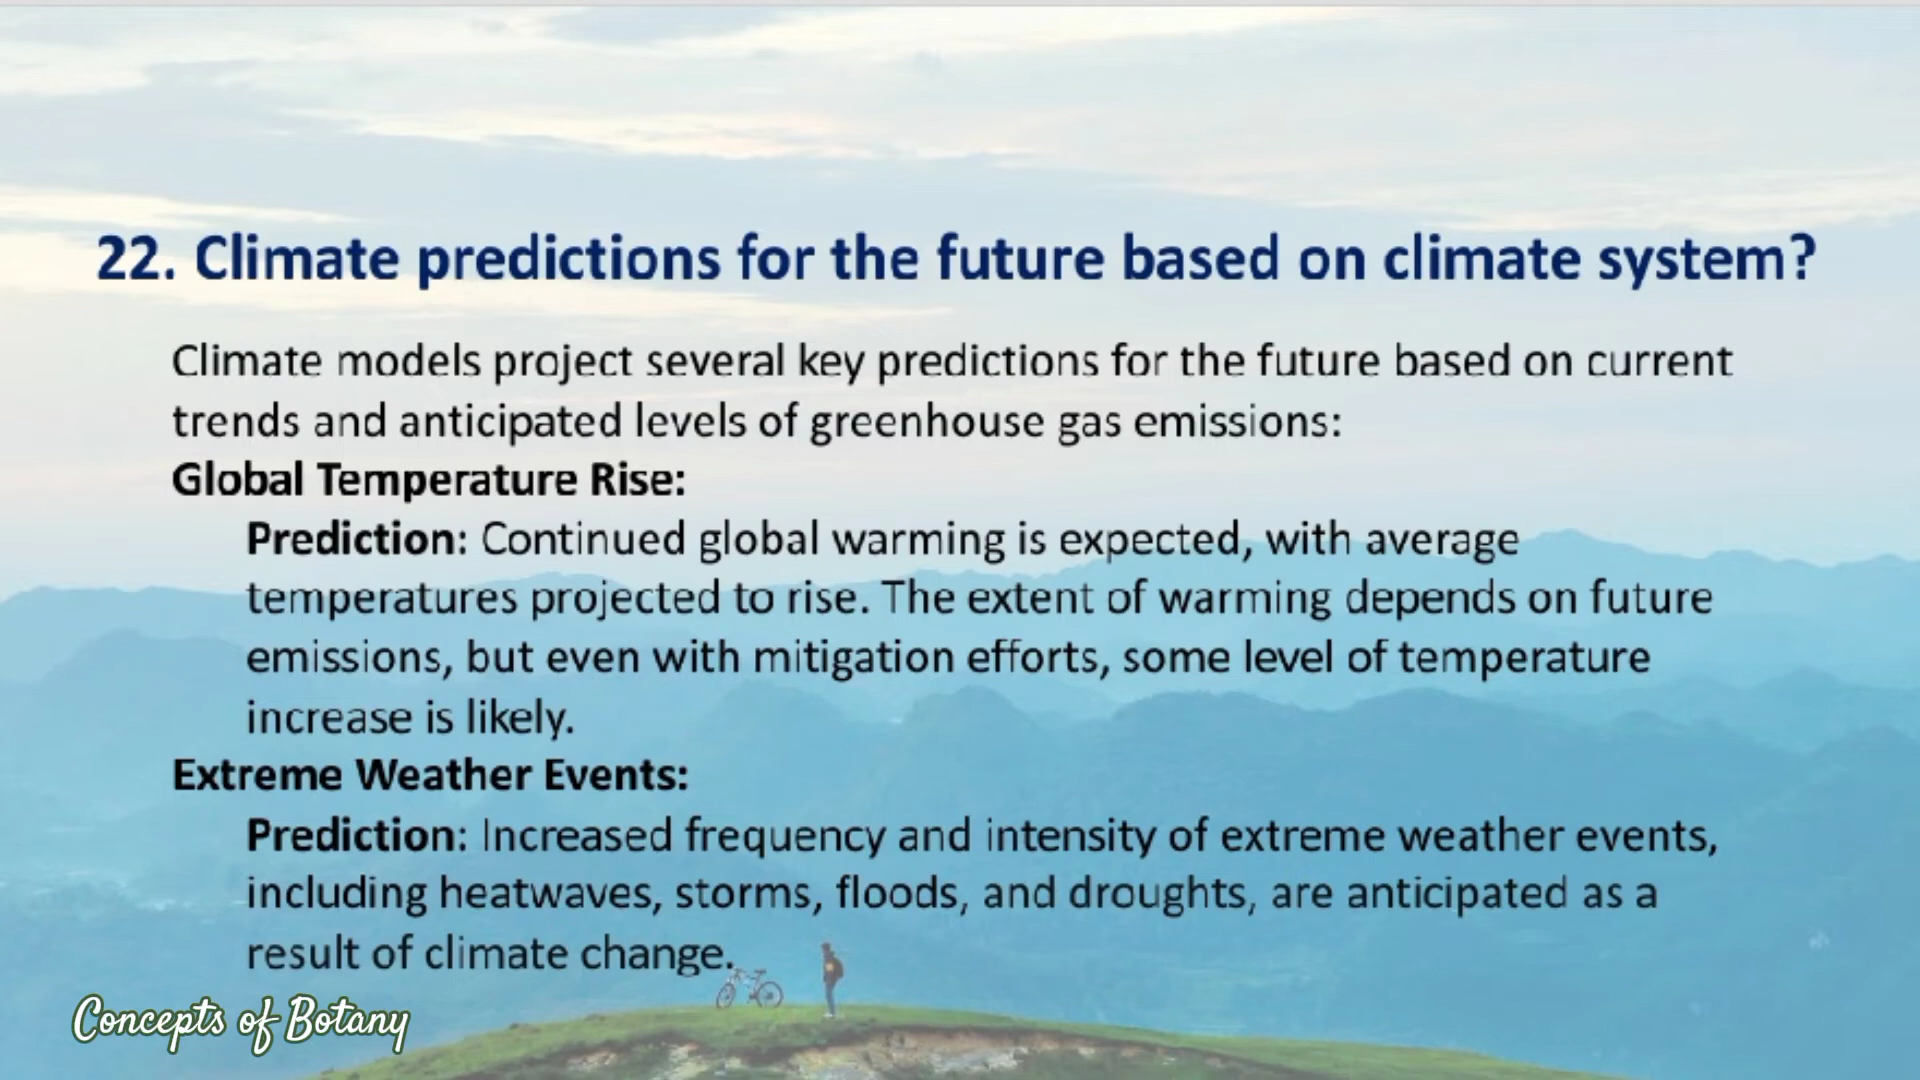 22. Climate predictions for the future based on climate system?
Climate models project several key predictions for the future based on current
trends and anticipated levels of greenhouse gas emissions:
Global Temperature Rise:
Prediction: Continued global warming is expected, with average
temperatures projected to rise. The extent of warming depends on future
emissions, but even with mitigation efforts, some level of temperature
increase is likely.
Extreme Weather Events:
Prediction: Increased frequency and intensity of extreme weather events,
including heatwaves, storms, floods, and droughts, are anticipated as a
result of climate change.
Concepts of Botany